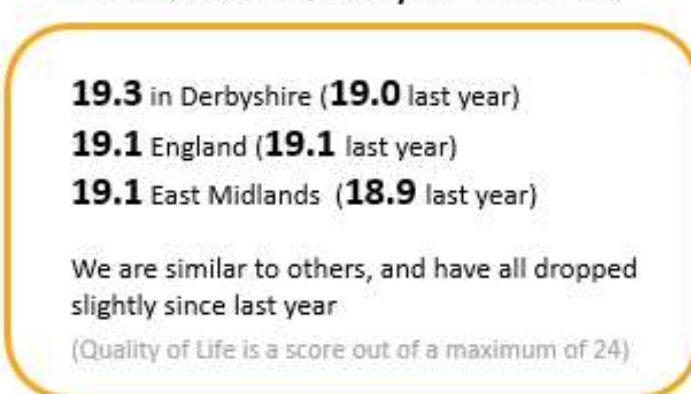 19.3 in Derbyshire (19.0 last year)
19.1 England (19.1 last year)
19.1 East Midlands (18.9 last year)
We are similar to others, and have all dropped
slightly since last year
(Quality of Life is a score out of a maximum of 24)